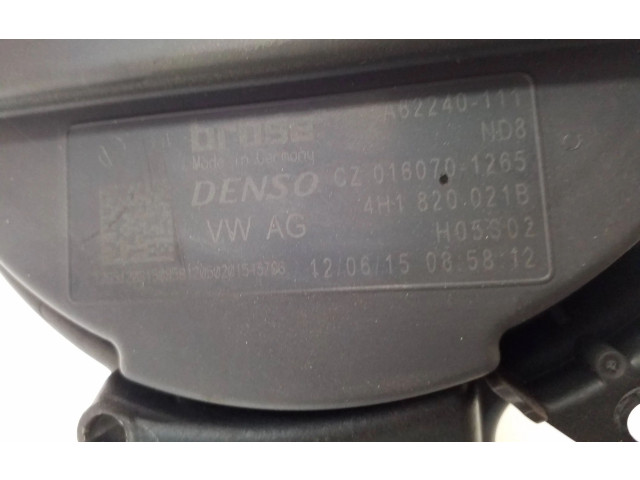 brose A62240-111
Made in Germany ND8
DENSO CZ 016070-1265
4H1 820.021B
VW AG H05S02
12/06/15 08:58:12